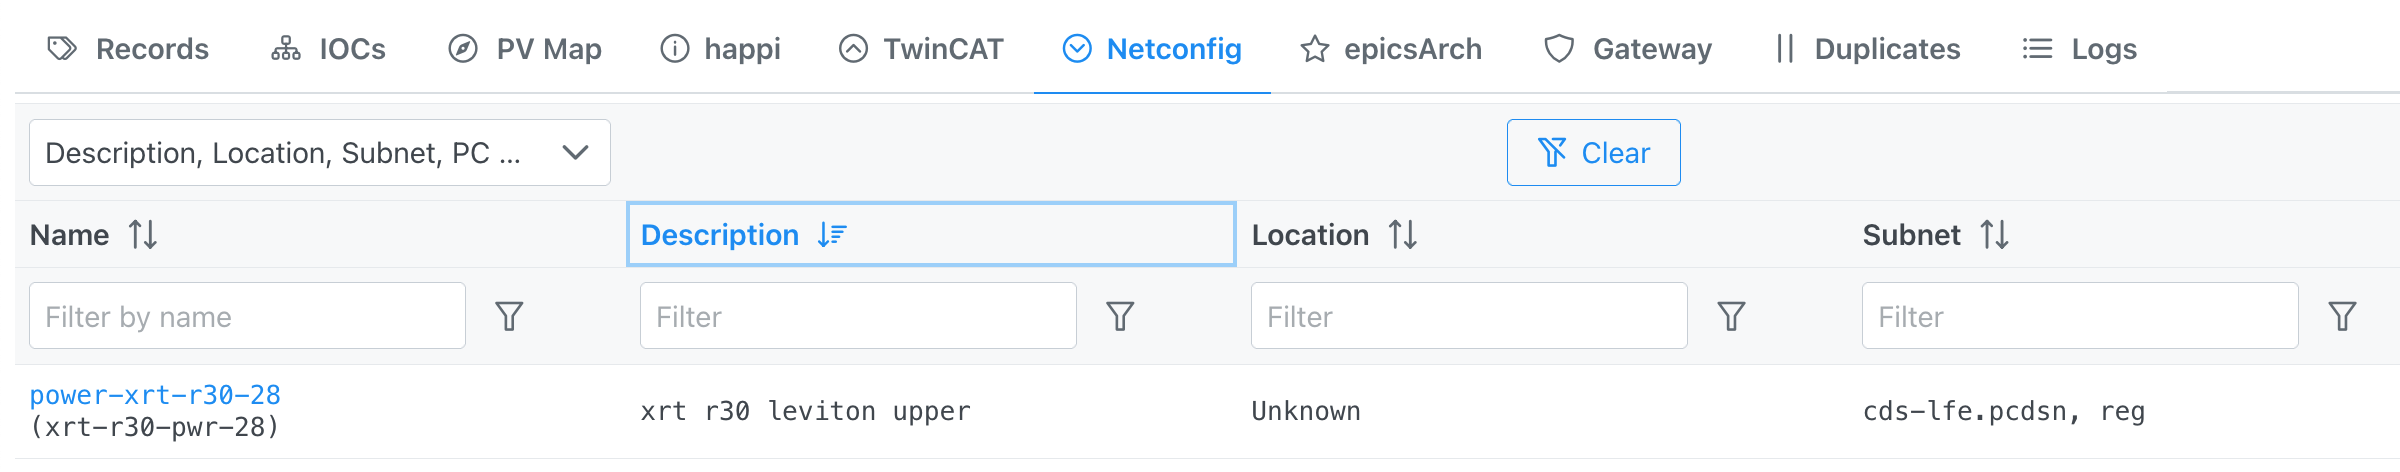 Records IOCs PV Map happi TwinCAT Netconfig epicsArch Gateway Duplicates Logs
Description, Location, Subnet, PC ... Clear
Name Description Location Subnet
Filter by name Filter Filter Filter
power-xrt-r30-28
(xrt-r30-pwr-28) xrt r30 leviton upper Unknown cds-lfe.pcdsn, reg